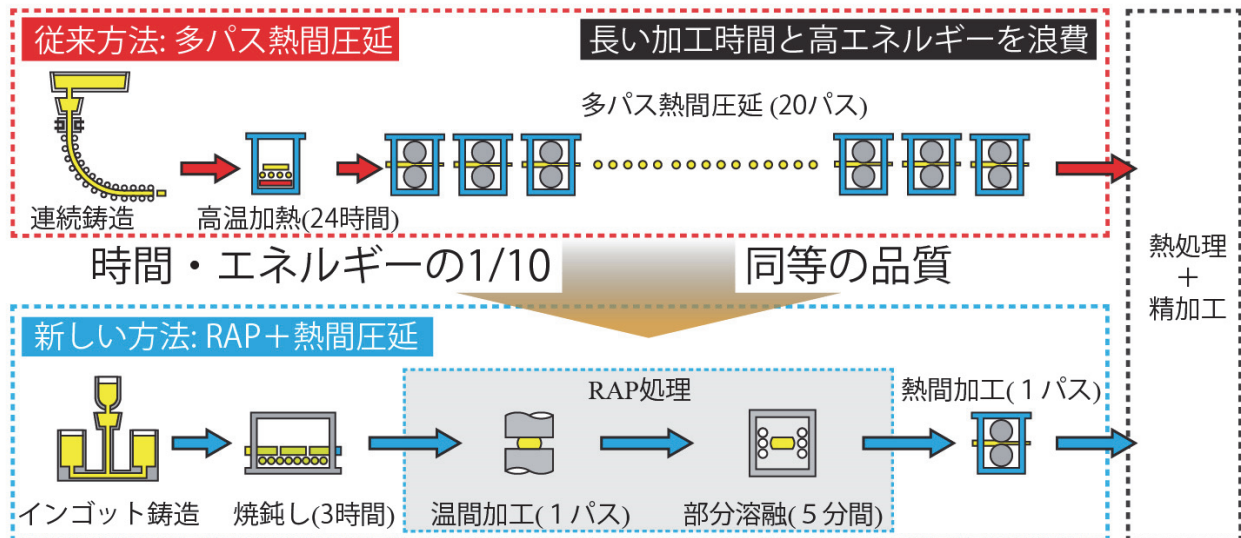 従来方法: 多パス熱間圧延
長い加工時間と高エネルギーを浪費
多パス熱間圧延 (20パス)
連続鋳造
高温加熱(24時間)
時間・エネルギーの1/10
同等の品質
熱処理
+
精加工
新しい方法: RAP+熱間圧延
RAP処理
熱間加工(1パス)
インゴット鋳造
焼鈍し(3時間)
温間加工(1パス)
部分溶融(5分間)